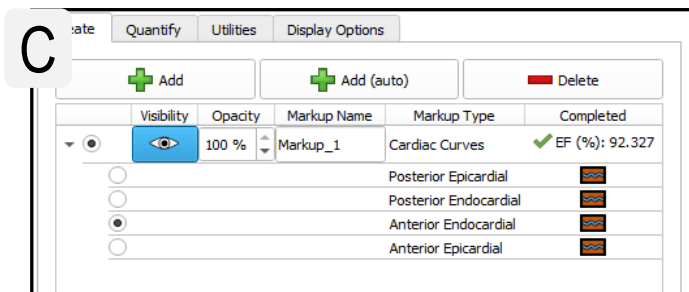 C
eate Quantify Utilities Display Options
Add Add (auto) Delete
Visibility Opacity Markup Name Markup Type Completed
100 % Markup_1 Cardiac Curves EF (%): 92.327
Posterior Epicardial
Posterior Endocardial
Anterior Endocardial
Anterior Epicardial